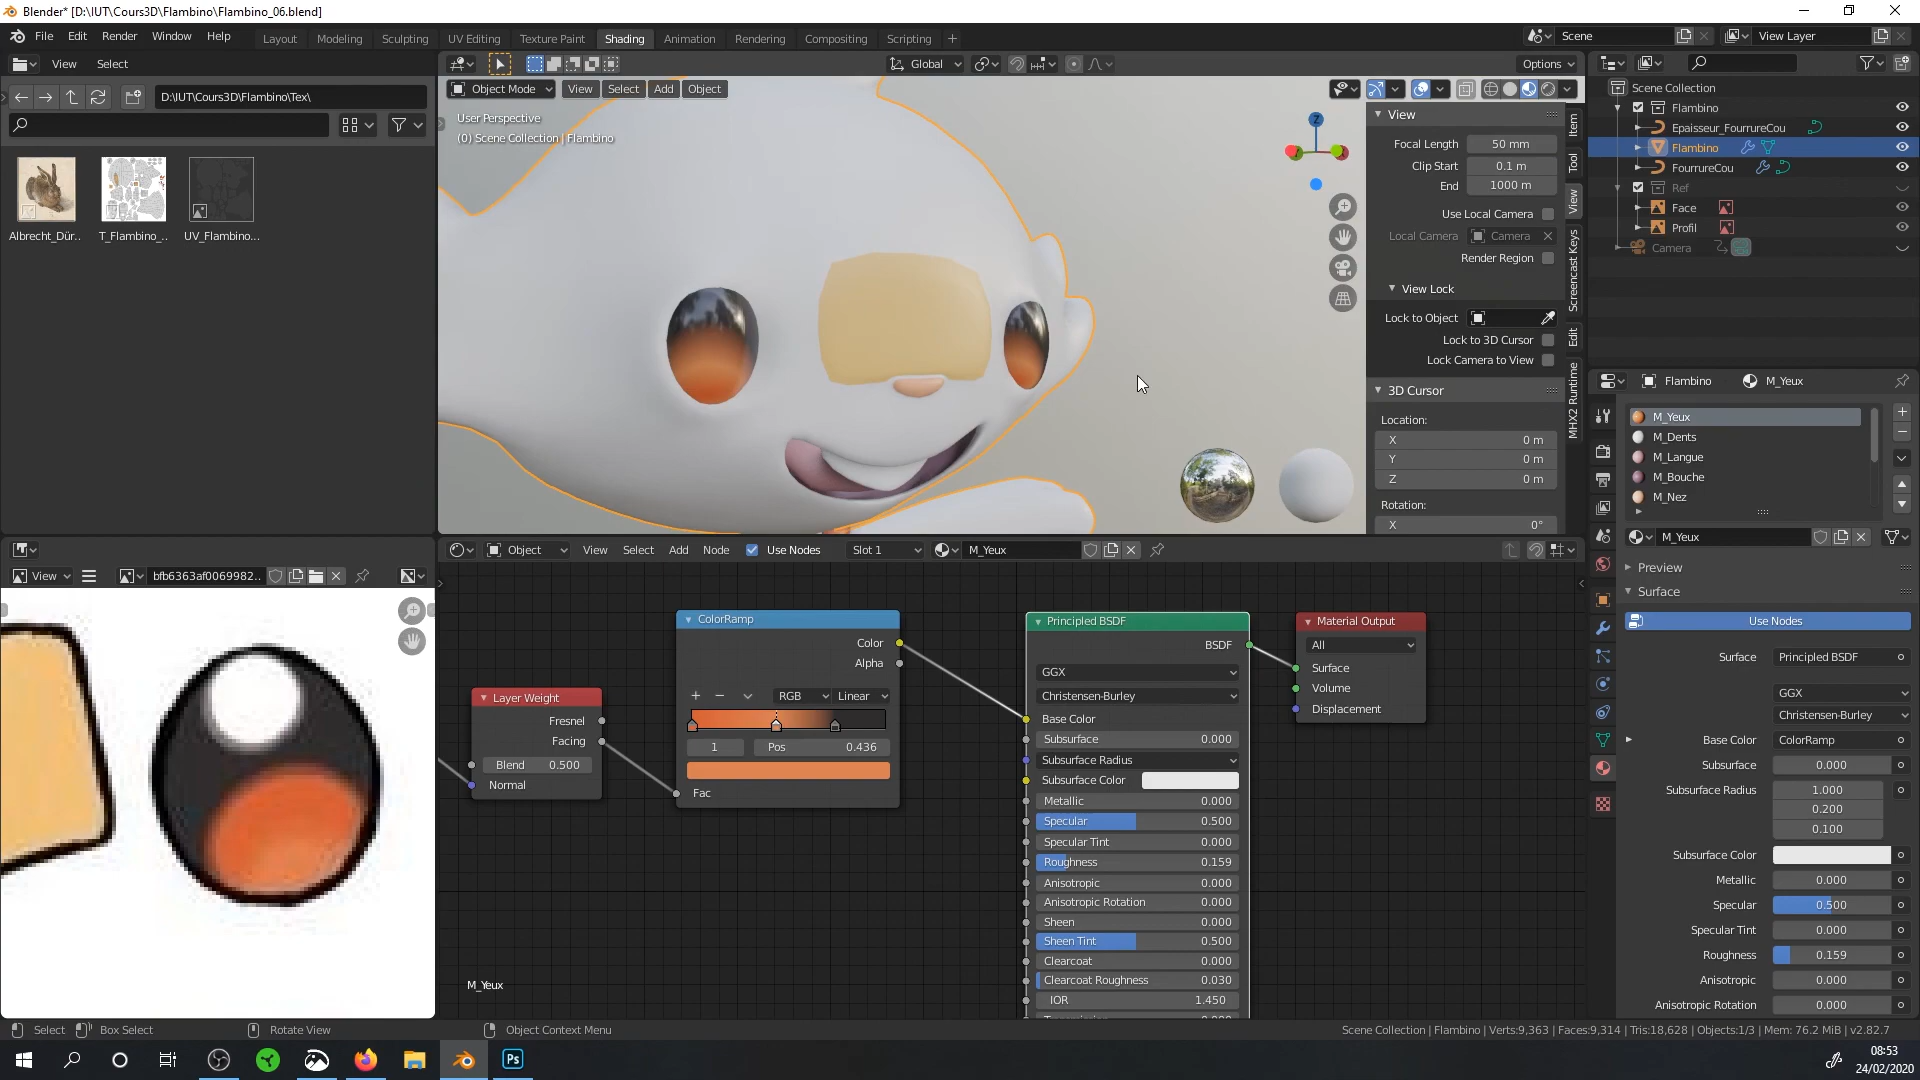 Blender* [D:\IUT\Cours3D\Flambino\Flambino_06.blend]
File Edit Render Window Help Layout Modeling Sculpting UV Editing Texture Paint Shading Animation Rendering Compositing Scripting + Scene View Layer
View Select
Global Options
D:\IUT\Cours3D\Flambino\Tex\
Albrecht_Dür.. T_Flambino_.. UV_Flambino...
Object Mode View Select Add Object
User Perspective
(0) Scene Collection | Flambino
Z
View
Focal Length 50 mm
Clip Start 0.1 m
End 1000 m
Use Local Camera
Local Camera Camera
Render Region
View Lock
Lock to Object
Lock to 3D Cursor
Lock Camera to View
3D Cursor
Location:
X 0 m
Y 0 m
Z 0 m
Rotation:
X 0°
Item
Tool
View
Screencast Keys
Edit
MHX2 Runtime
Scene Collection
Flambino
Epaisseur_FourrureCou
Flambino
FourrureCou
Ref
Face
Profil
Camera
Flambino M_Yeux
M_Yeux
M_Dents
M_Langue
M_Bouche
M_Nez
M_Yeux
Preview
Surface
Use Nodes
Surface Principled BSDF
GGX
Christensen-Burley
Base Color ColorRamp
Subsurface 0.000
Subsurface Radius 1.000
0.200
0.100
Subsurface Color
Metallic 0.000
Specular 0.500
Specular Tint 0.000
Roughness 0.159
Anisotropic 0.000
Anisotropic Rotation 0.000
View bfb6363af0069982..
Object View Select Add Node Use Nodes Slot 1 M_Yeux
Layer Weight
Fresnel
Facing
Blend 0.500
Normal
ColorRamp
Color
Alpha
+ − RGB Linear
1 Pos 0.436
Fac
Principled BSDF
BSDF
GGX
Christensen-Burley
Base Color
Subsurface 0.000
Subsurface Radius
Subsurface Color
Metallic 0.000
Specular 0.500
Specular Tint 0.000
Roughness 0.159
Anisotropic 0.000
Anisotropic Rotation 0.000
Sheen 0.000
Sheen Tint 0.500
Clearcoat 0.000
Clearcoat Roughness 0.030
IOR 1.450
Material Output
All
Surface
Volume
Displacement
M_Yeux
Select Box Select Rotate View Object Context Menu Scene Collection | Flambino | Verts:9,363 | Faces:9,314 | Tris:18,628 | Objects:1/3 | Mem: 76.2 MiB | v2.82.7
Ps
08:53
24/02/2020